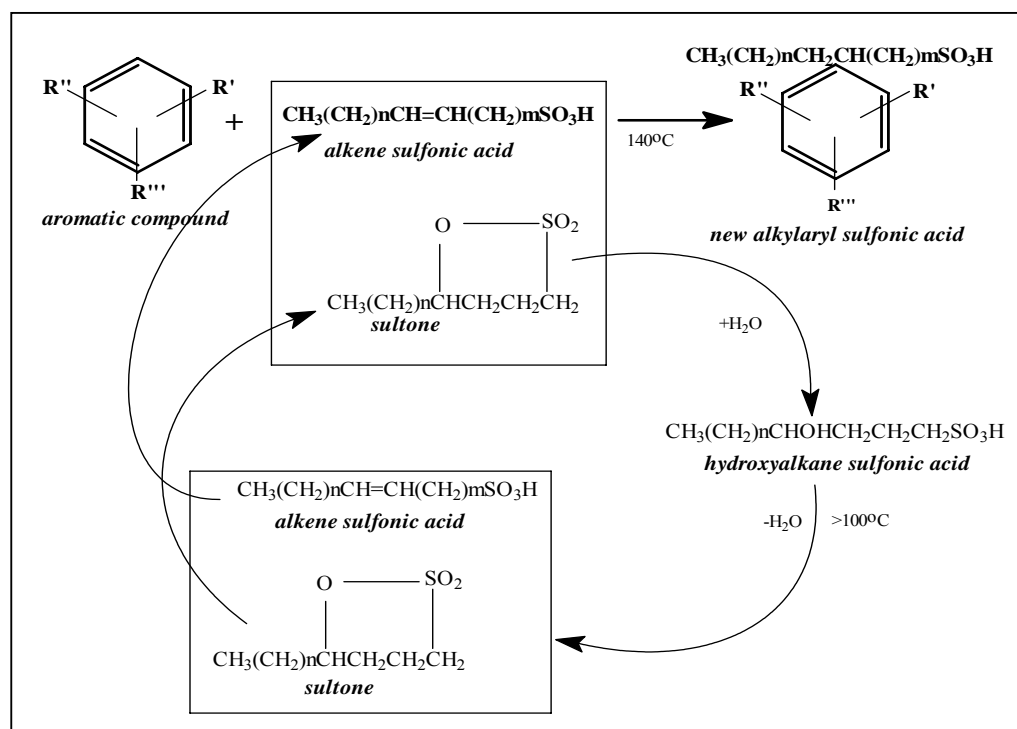 CH₃(CH₂)nCH₂CH(CH₂)mSO₃H
R''
R'
R'''
aromatic compound
+
CH₃(CH₂)nCH=CH(CH₂)mSO₃H
alkene sulfonic acid
140ºC
R''
R'
R'''
new alkylaryl sulfonic acid
O
SO₂
CH₃(CH₂)nCHCH₂CH₂CH₂
sultone
+H₂O
CH₃(CH₂)nCHOHCH₂CH₂CH₂SO₃H
hydroxyalkane sulfonic acid
CH₃(CH₂)nCH=CH(CH₂)mSO₃H
alkene sulfonic acid
-H₂O
>100ºC
O
SO₂
CH₃(CH₂)nCHCH₂CH₂CH₂
sultone